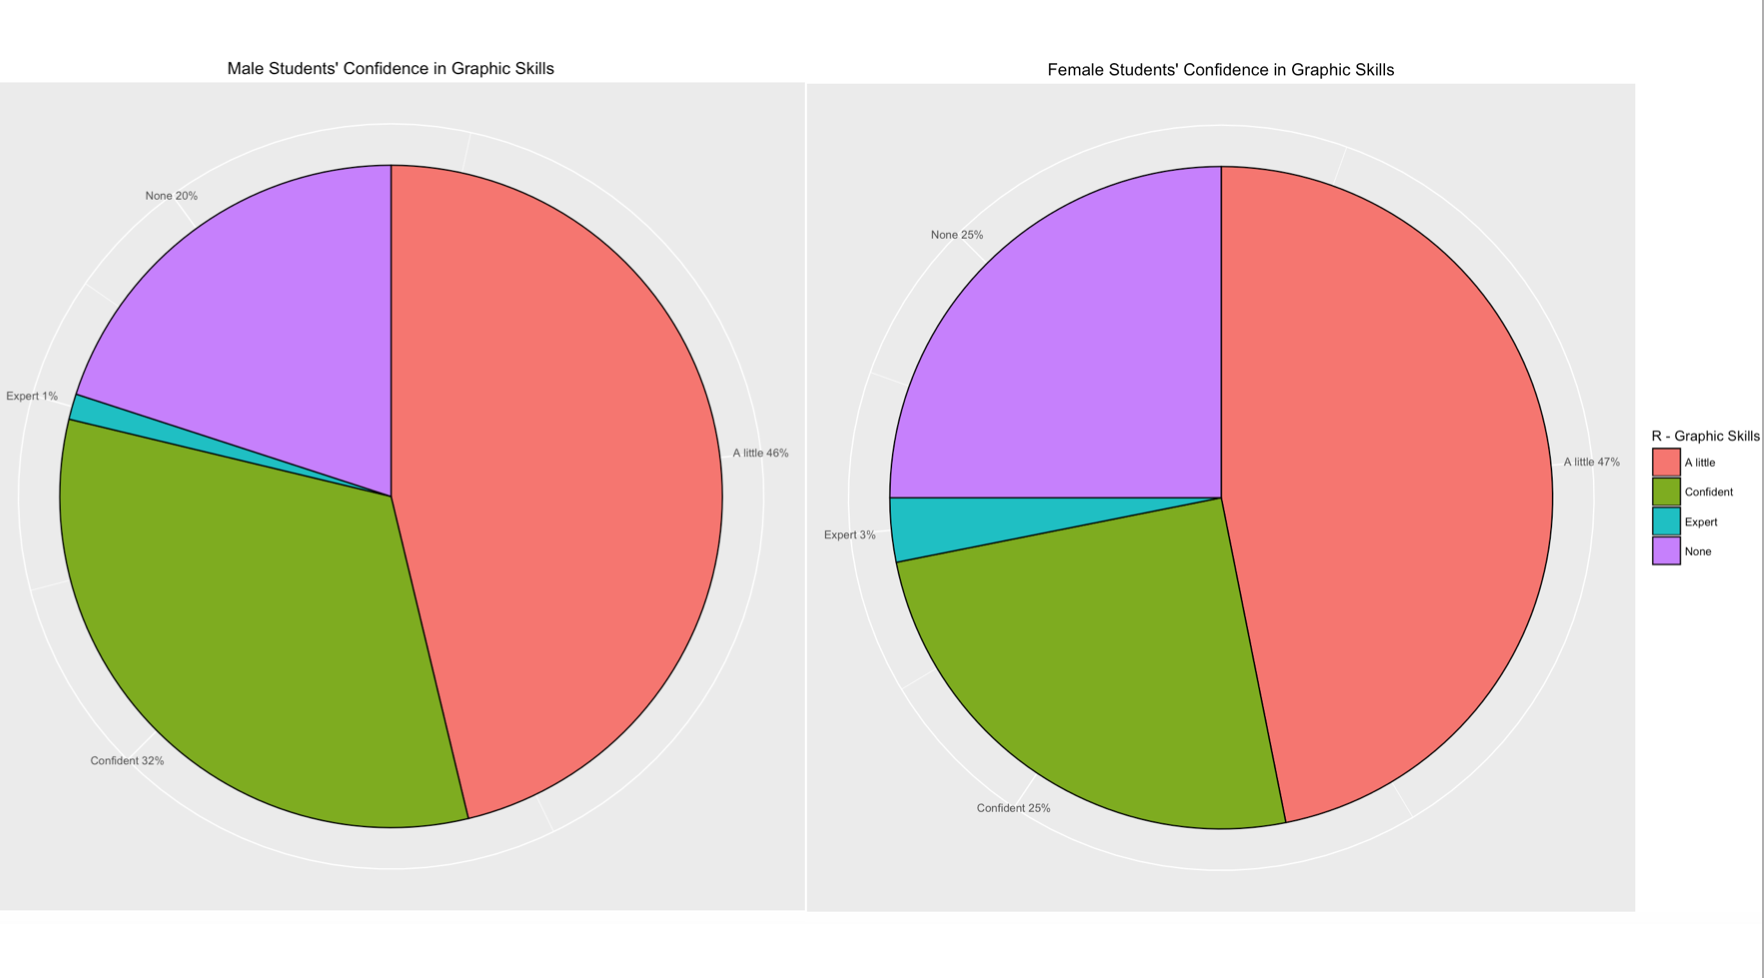 Male Students' Confidence in Graphic Skills
None 20%
Expert 1%
A little 46%
Confident 32%
Female Students' Confidence in Graphic Skills
None 25%
A little 47%
Expert 3%
Confident 25%
R - Graphic Skills
A little
Confident
Expert
None